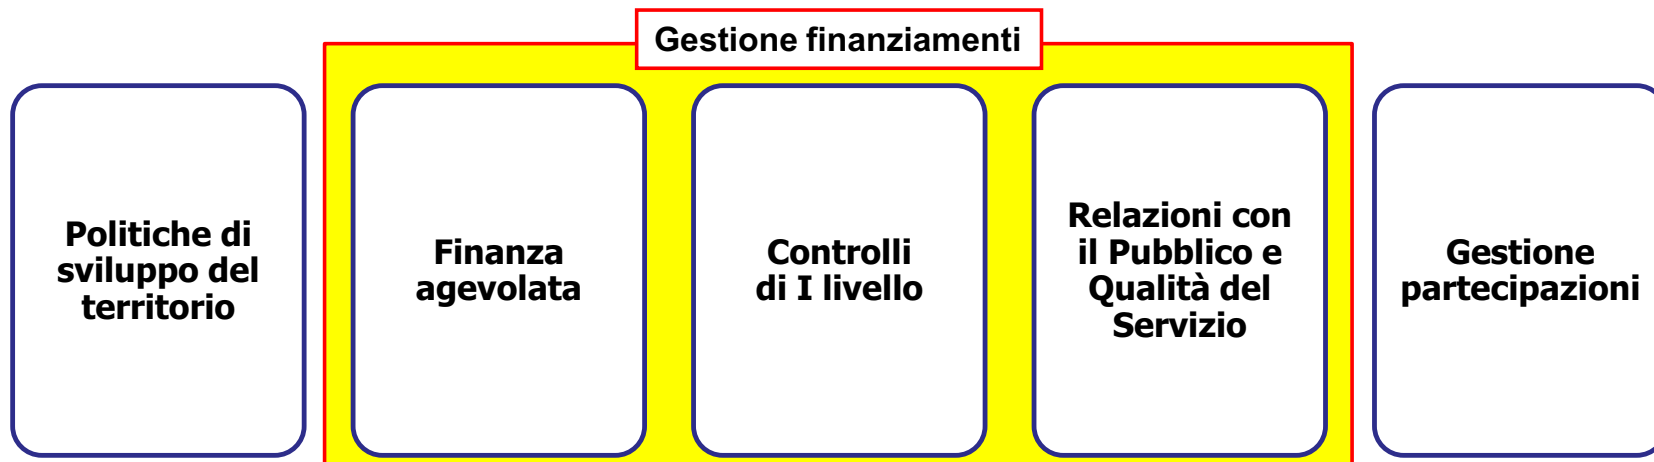 Gestione finanziamenti
Politiche di
sviluppo del
territorio
Finanza
agevolata
Controlli
di I livello
Relazioni con
il Pubblico e
Qualità del
Servizio
Gestione
partecipazioni